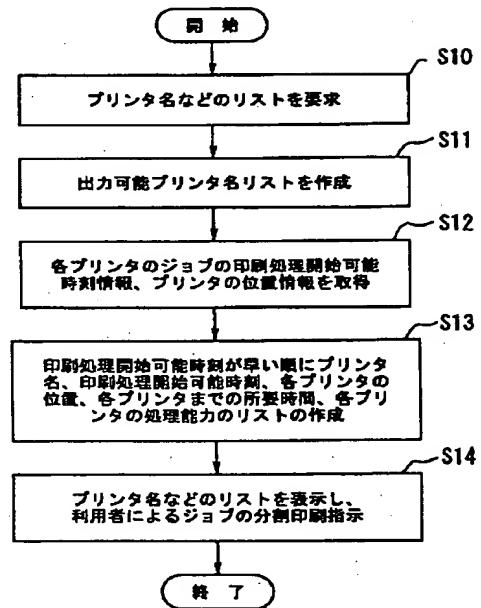 開 始
S10
プリンタ名などのリストを要求
S11
出力可能プリンタ名リストを作成
S12
各プリンタのジョブの印刷処理開始可能
時刻情報、プリンタの位置情報を取得
S13
印刷処理開始可能時刻が早い順にプリンタ
名、印刷処理開始可能時刻、各プリンタの
位置、各プリンタまでの所要時間、各プリ
ンタの処理能力のリストの作成
S14
プリンタ名などのリストを表示し、
利用者によるジョブの分割印刷指示
終 了